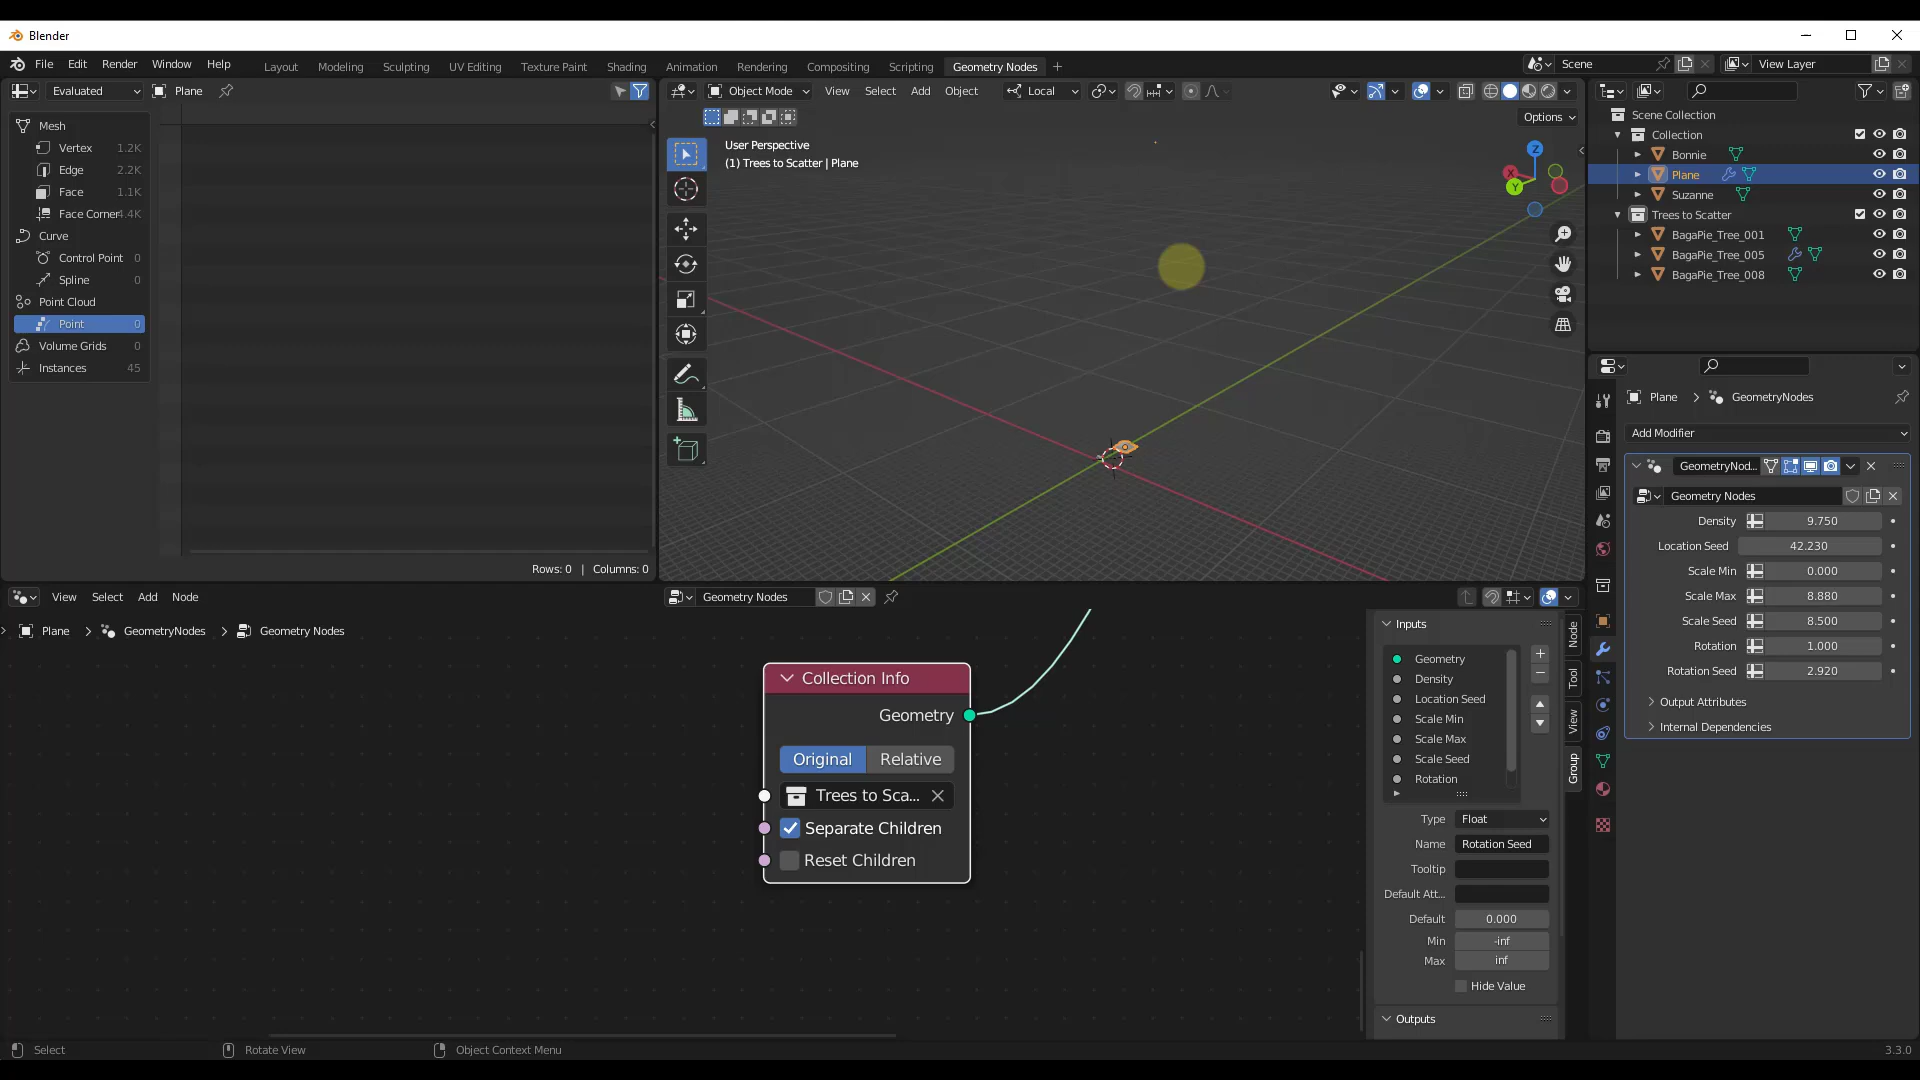 Blender
File Edit Render Window Help Layout Modeling Sculpting UV Editing Texture Paint Shading Animation Rendering Compositing Scripting Geometry Nodes + Scene View Layer
Evaluated Plane
Mesh
Vertex 1.2K
Edge 2.2K
Face 1.1K
Face Corner 4.4K
Curve
Control Point 0
Spline 0
Point Cloud
Point 0
Volume Grids 0
Instances 45
Rows: 0 | Columns: 0
Object Mode View Select Add Object Local
Options
User Perspective
(1) Trees to Scatter | Plane
Z
X
Y
Scene Collection
Collection
Bonnie
Plane
Suzanne
Trees to Scatter
BagaPie_Tree_001
BagaPie_Tree_005
BagaPie_Tree_008
Plane > GeometryNodes
Add Modifier
GeometryNod...
Geometry Nodes
Density 9.750
Location Seed 42.230
Scale Min 0.000
Scale Max 8.880
Scale Seed 8.500
Rotation 1.000
Rotation Seed 2.920
Output Attributes
Internal Dependencies
View Select Add Node Geometry Nodes
Plane > GeometryNodes > Geometry Nodes
Collection Info
Geometry
Original Relative
Trees to Sca...
Separate Children
Reset Children
Inputs
Geometry
Density
Location Seed
Scale Min
Scale Max
Scale Seed
Rotation
Type Float
Name Rotation Seed
Tooltip
Default Att...
Default 0.000
Min -inf
Max inf
Hide Value
Outputs
Node
Tool
View
Group
Select Rotate View Object Context Menu 3.3.0